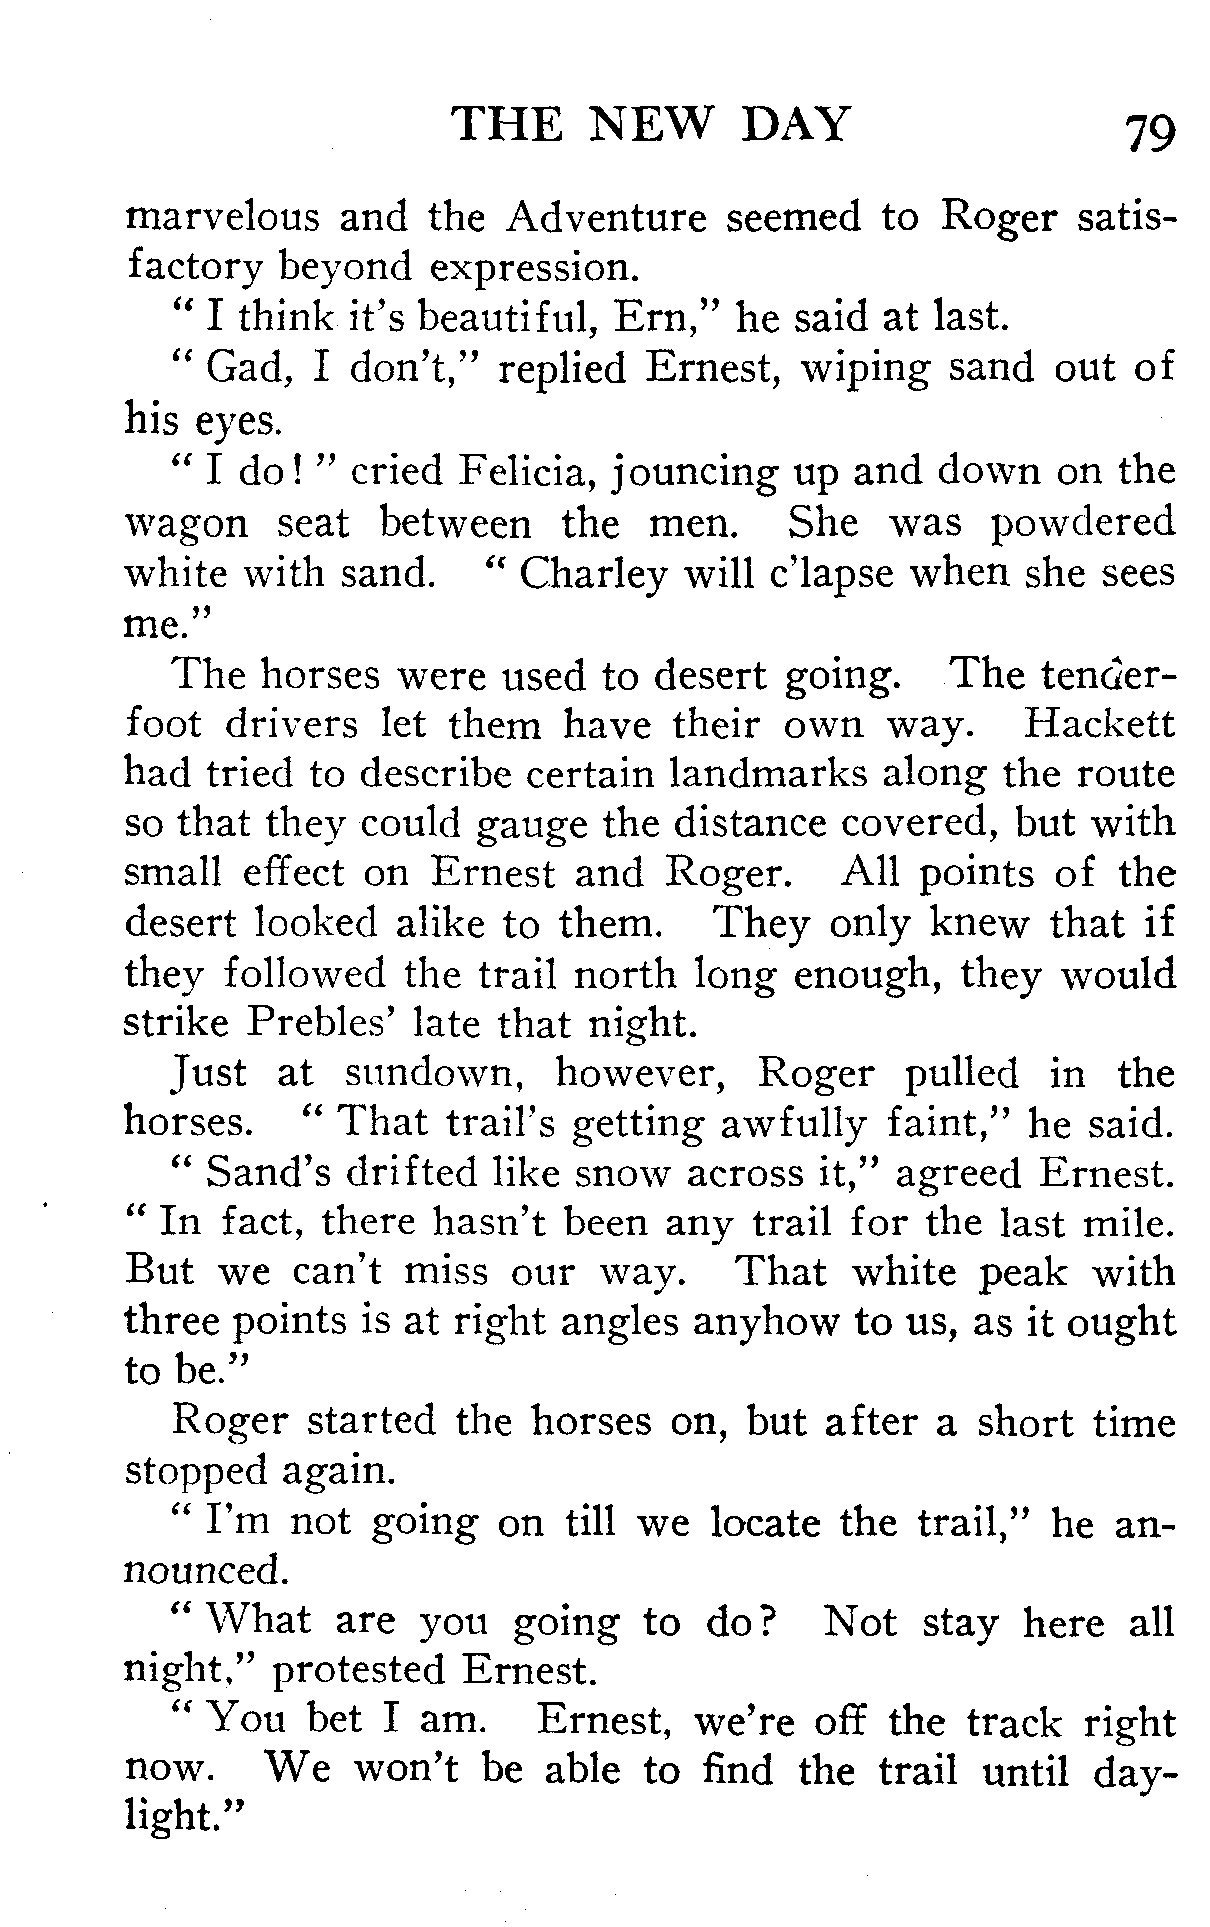 THE NEW DAY 79
marvelous and the Adventure seemed to Roger satis-
factory beyond expression.
" I think it's beautiful, Ern," he said at last.
" Gad, I don't," replied Ernest, wiping sand out of
his eyes.
" I do! " cried Felicia, jouncing up and down on the
wagon seat between the men. She was powdered
white with sand. " Charley will c'lapse when she sees
me."
The horses were used to desert going. The tender-
foot drivers let them have their own way. Hackett
had tried to describe certain landmarks along the route
so that they could gauge the distance covered, but with
small effect on Ernest and Roger. All points of the
desert looked alike to them. They only knew that if
they followed the trail north long enough, they would
strike Prebles' late that night.
Just at sundown, however, Roger pulled in the
horses. " That trail's getting awfully faint," he said.
" Sand's drifted like snow across it," agreed Ernest.
" In fact, there hasn't been any trail for the last mile.
But we can't miss our way. That white peak with
three points is at right angles anyhow to us, as it ought
to be."
Roger started the horses on, but after a short time
stopped again.
" I'm not going on till we locate the trail," he an-
nounced.
" What are you going to do? Not stay here all
night," protested Ernest.
" You bet I am. Ernest, we're off the track right
now. We won't be able to find the trail until day-
light."